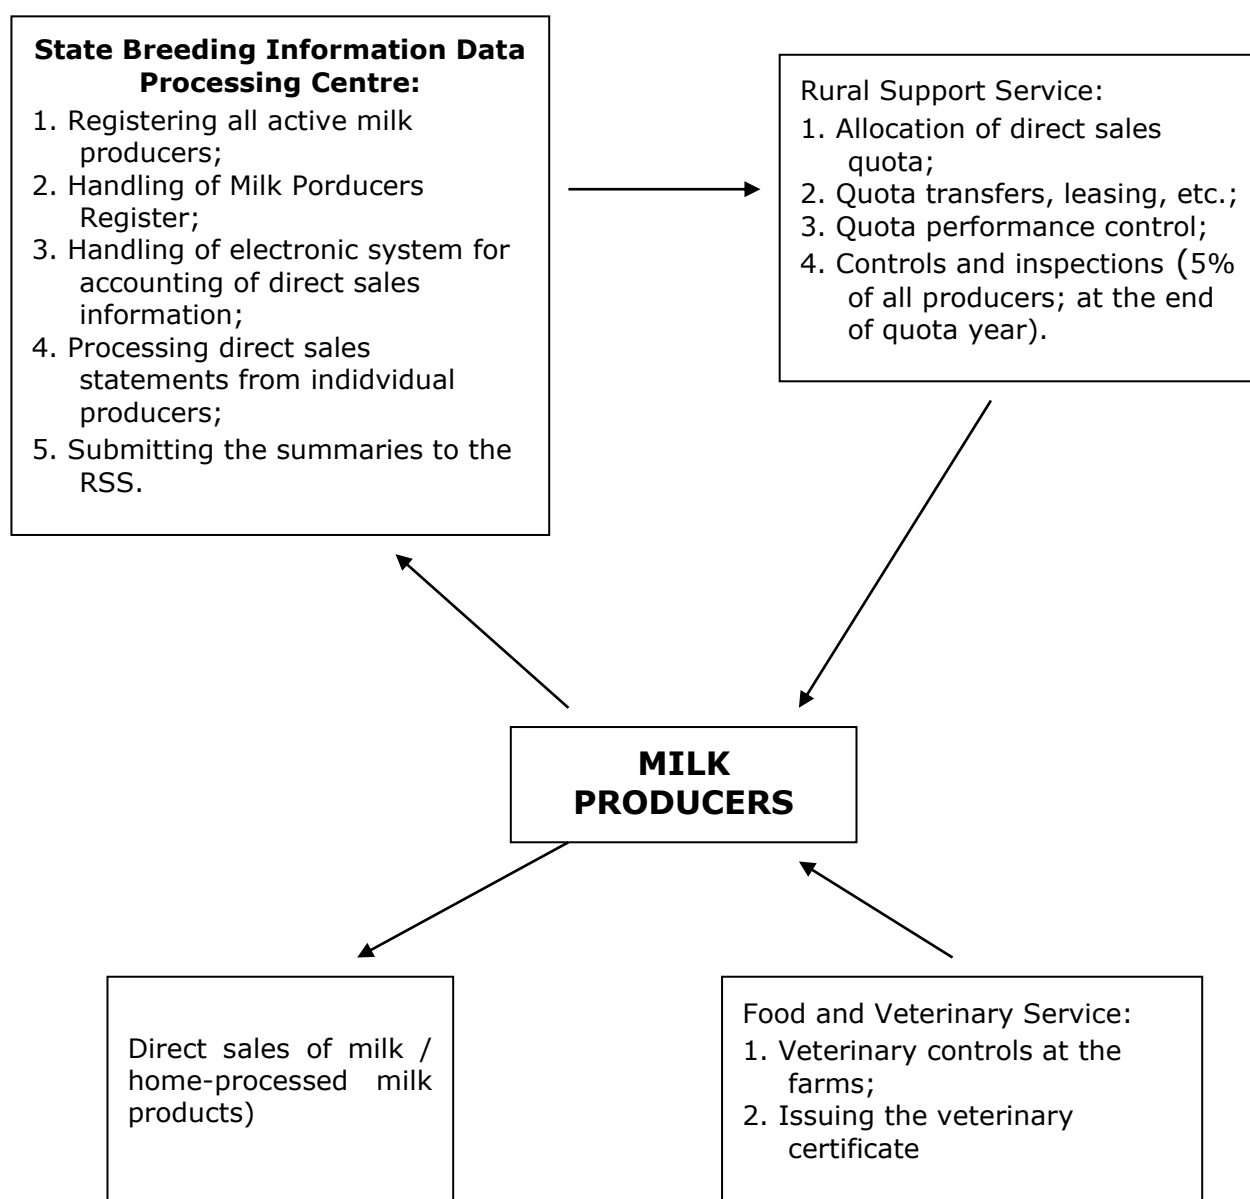 State Breeding Information Data
Processing Centre:
1. Registering all active milk
producers;
2. Handling of Milk Porducers
Register;
3. Handling of electronic system for
accounting of direct sales
information;
4. Processing direct sales
statements from indidvidual
producers;
5. Submitting the summaries to the
RSS.
Rural Support Service:
1. Allocation of direct sales
quota;
2. Quota transfers, leasing, etc.;
3. Quota performance control;
4. Controls and inspections (5%
of all producers; at the end
of quota year).
MILK
PRODUCERS
Direct sales of milk /
home-processed milk
products)
Food and Veterinary Service:
1. Veterinary controls at the
farms;
2. Issuing the veterinary
certificate